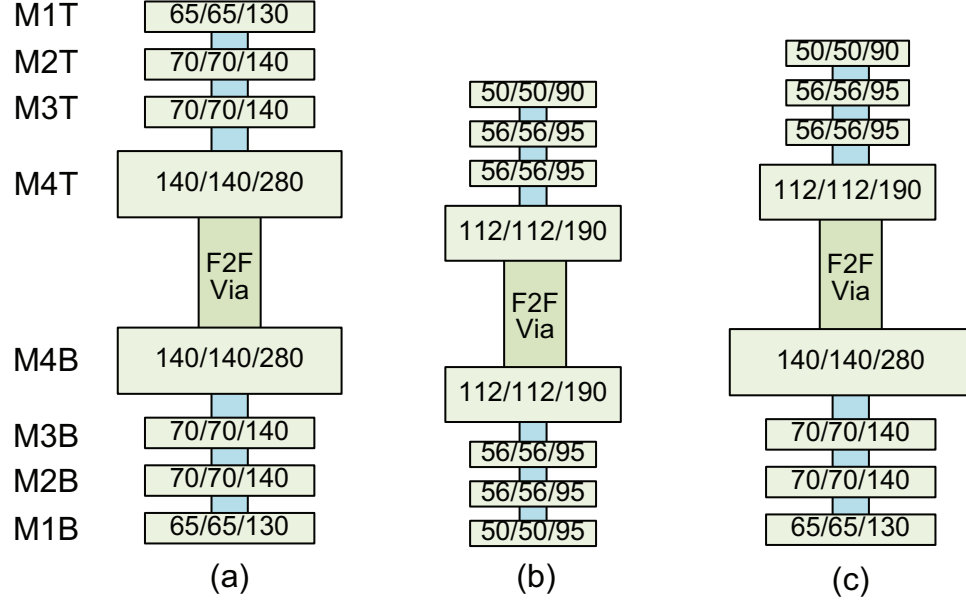 M1T 65/65/130
M2T 70/70/140 50/50/90
M3T 70/70/140 50/50/90 56/56/95
56/56/95 56/56/95
M4T 140/140/280 56/56/95 112/112/190
112/112/190
F2F Via F2F Via
F2F Via
M4B 140/140/280 112/112/190 140/140/280
M3B 70/70/140 56/56/95 70/70/140
M2B 70/70/140 56/56/95 70/70/140
M1B 65/65/130 50/50/95 65/65/130
(a) (b) (c)